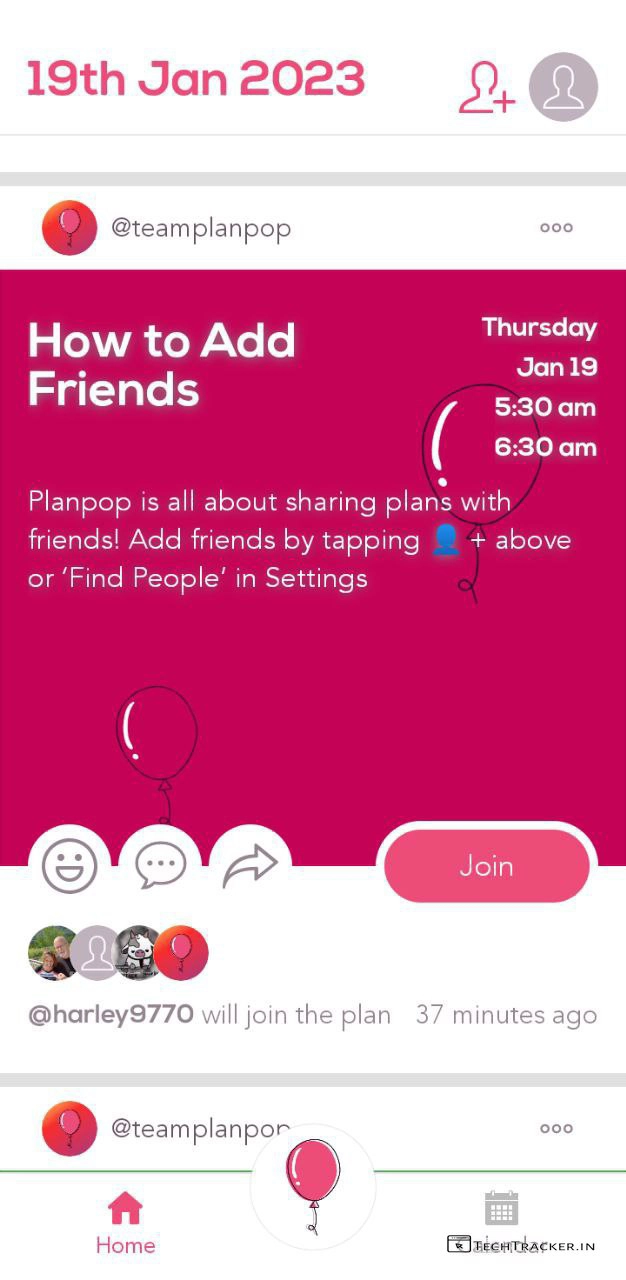 19th Jan 2023
@teamplanpop
How to Add
Friends
Thursday
Jan 19
5:30 am
6:30 am
Planpop is all about sharing plans with
friends! Add friends by tapping 👤 + above
or ‘Find People’ in Settings
Join
@harley9770 will join the plan 37 minutes ago
@teamplanpop
Home
TECHTRACKER.IN